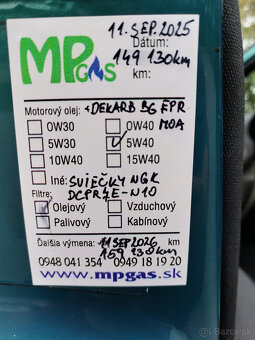 11. SEP. 2025
MPGAS
Dátum:
149 130km
km:
Motorový olej: + DEKARB BG EPR
MOA
0W30 0W40
5W30 5W40
10W40 15W40
Iné: SVIEČKY NGK
Filtre: DCPR7E-N10
Olejový Vzduchový
Palivový Kabínový
Ďalšia výmena: 11 SEP 2026 km
0948 041 354 0949 18 19 20
www.mpgas.sk
bazos.sk